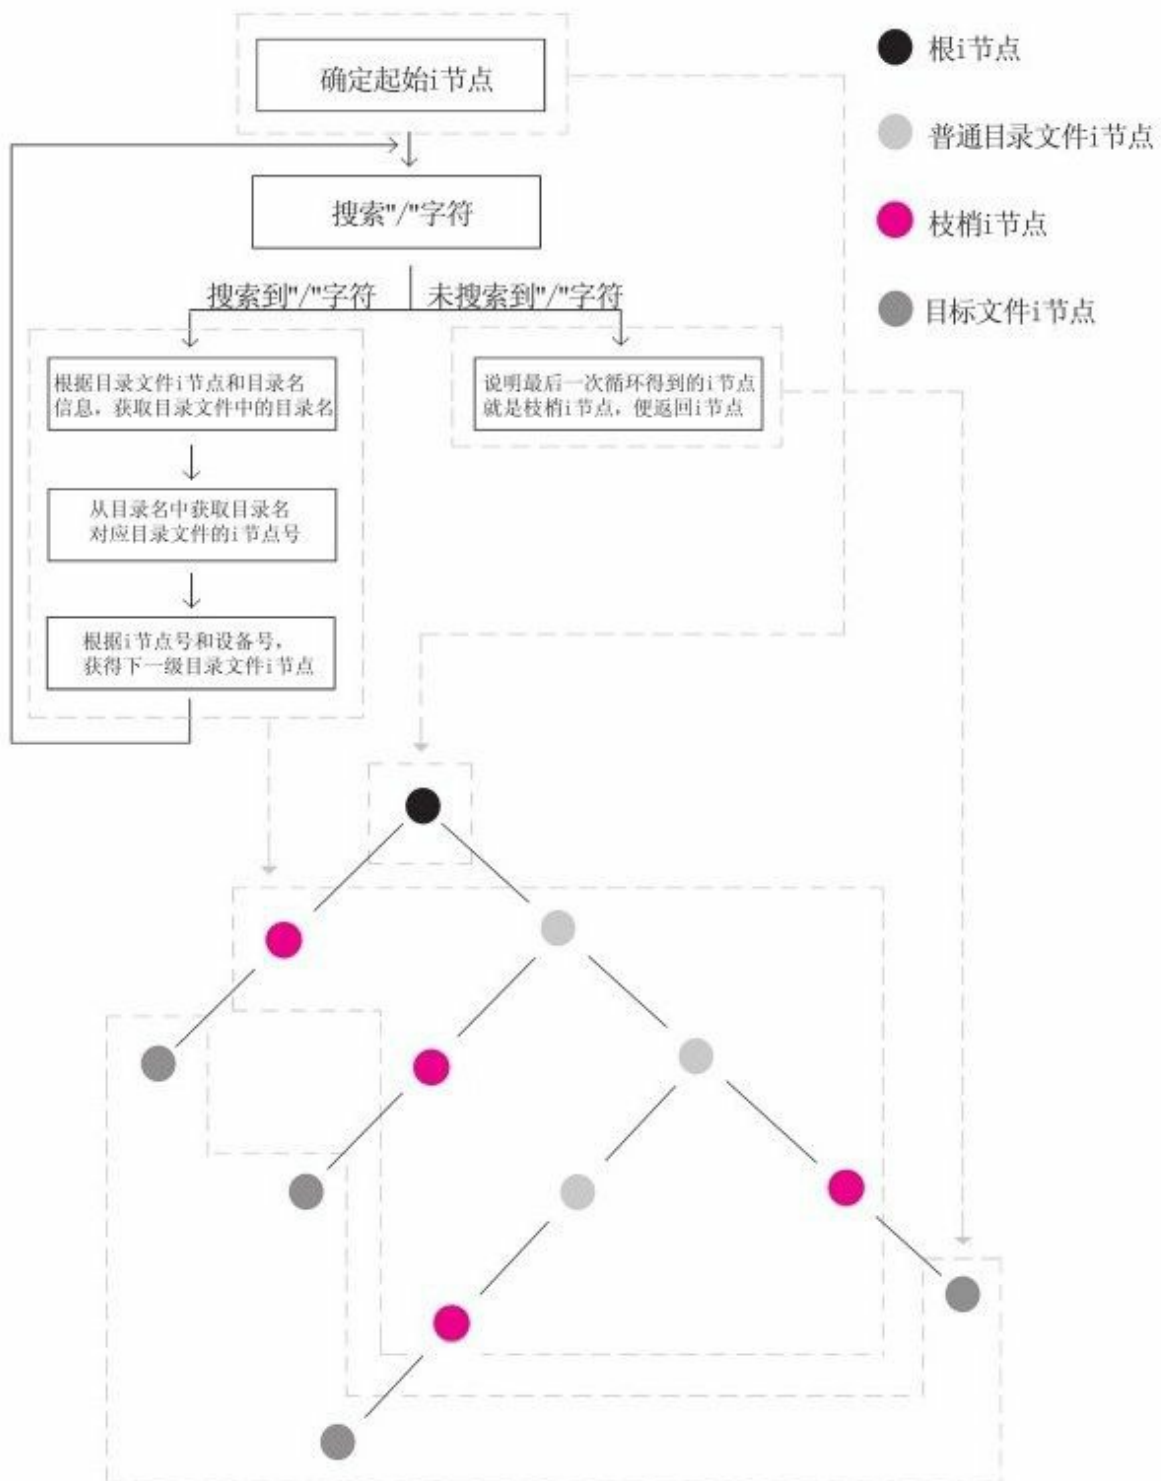 确定起始i节点
搜索"/"字符
搜索到"/"字符
未搜索到"/"字符
根据目录文件i节点和目录名
信息，获取目录文件中的目录名
说明最后一次循环得到的i节点
就是枝梢i节点，便返回i节点
从目录名中获取目录名
对应目录文件的i节点号
根据i节点号和设备号，
获得下一级目录文件i节点
根i节点
普通目录文件i节点
枝梢i节点
目标文件i节点